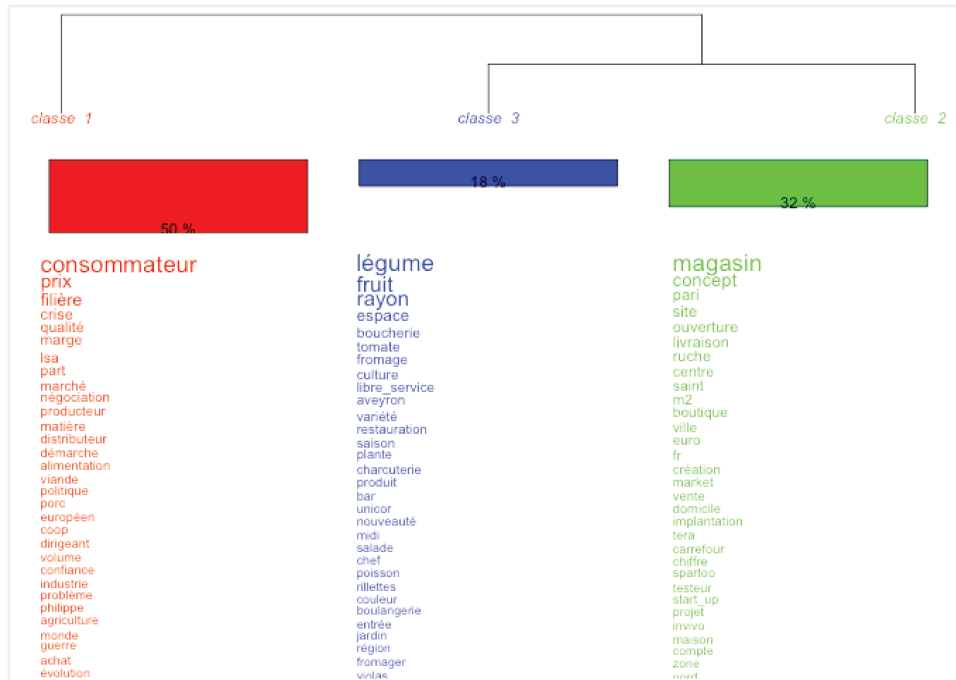 classe 1
classe 3
classe 2
50 %
18 %
32 %
consommateur
prix
filière
crise
qualité
marge
lsa
part
marché
négociation
producteur
matière
distributeur
démarche
alimentation
viande
politique
porc
européen
coop
dirigeant
volume
confiance
industrie
problème
philippe
agriculture
monde
guerre
achat
évolution
légume
fruit
rayon
espace
boucherie
tomate
fromage
culture
libre_service
aveyron
variété
restauration
saison
plante
charcuterie
produit
bar
unicor
nouveauté
midi
salade
chef
poisson
rillettes
couleur
boulangerie
entrée
jardin
région
fromager
violas
magasin
concept
pari
site
ouverture
livraison
ruche
centre
saint
m2
boutique
ville
euro
fr
création
market
vente
domicile
implantation
tera
carrefour
chiffre
spartoo
testeur
start_up
projet
invivo
maison
compte
zone
nord